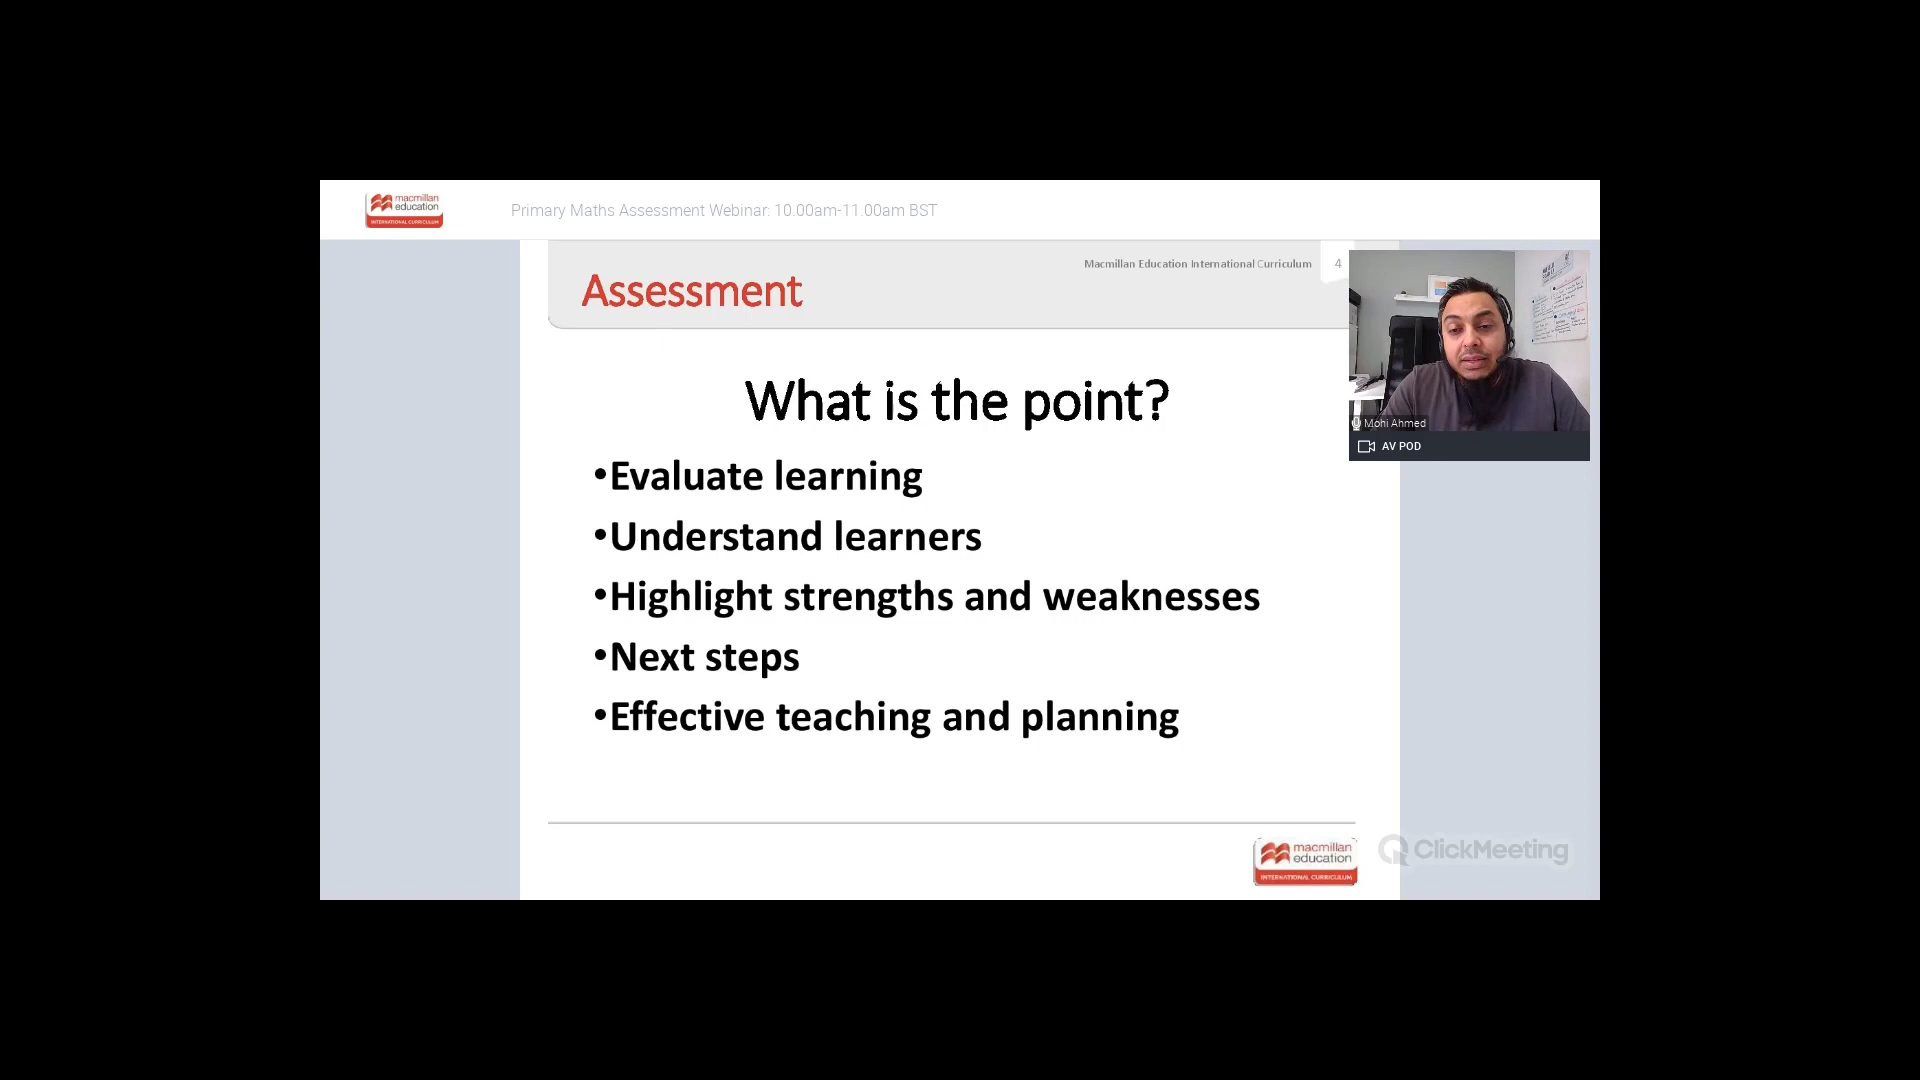 macmillan
education
INTERNATIONAL CURRICULUM
Primary Maths Assessment Webinar: 10.00am-11.00am BST
Macmillan Education International Curriculum
4
Assessment
Mohi Ahmed
AV POD
What is the point?
•Evaluate learning
•Understand learners
•Highlight strengths and weaknesses
•Next steps
•Effective teaching and planning
macmillan
education
INTERNATIONAL CURRICULUM
ClickMeeting